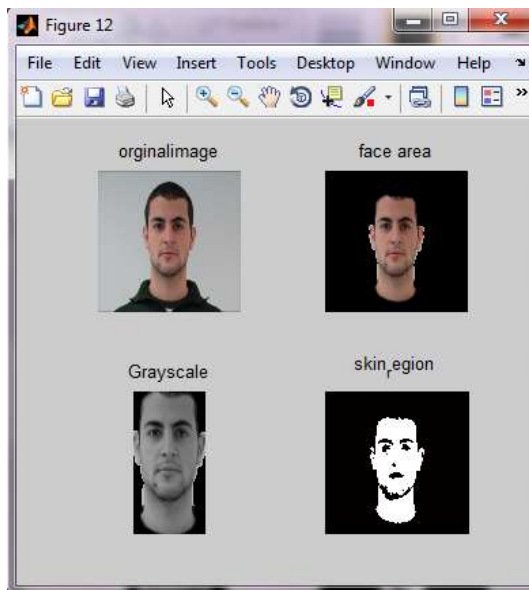 Figure 12
File Edit View Insert Tools Desktop Window Help
orginalimage
face area
Grayscale
skin_region